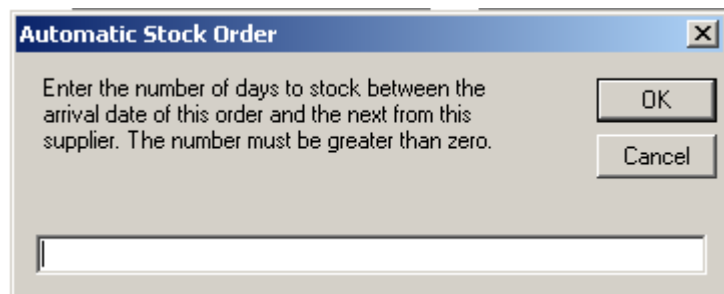 Automatic Stock Order
Enter the number of days to stock between the
arrival date of this order and the next from this
supplier. The number must be greater than zero.
OK
Cancel